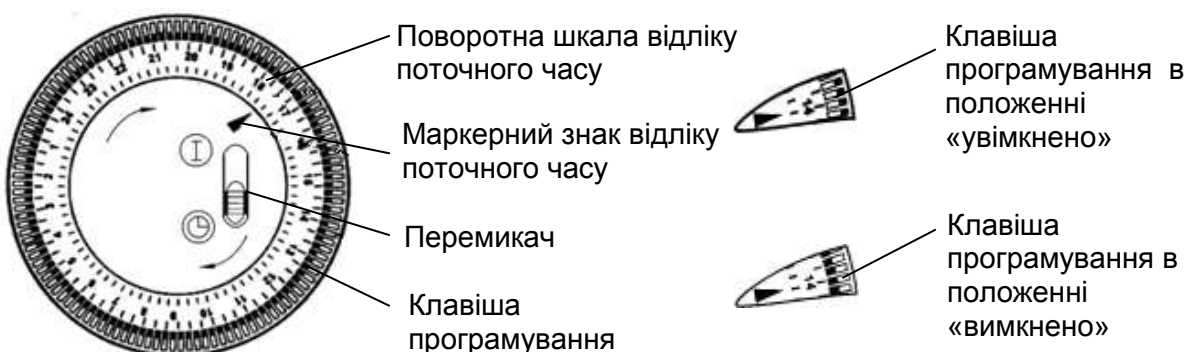 Поворотна шкала відліку
поточного часу
Маркерний знак відліку
поточного часу
Перемикач
Клавіша
програмування
Клавіша
програмування в
положенні
«увімкнено»
Клавіша
програмування в
положенні
«вимкнено»